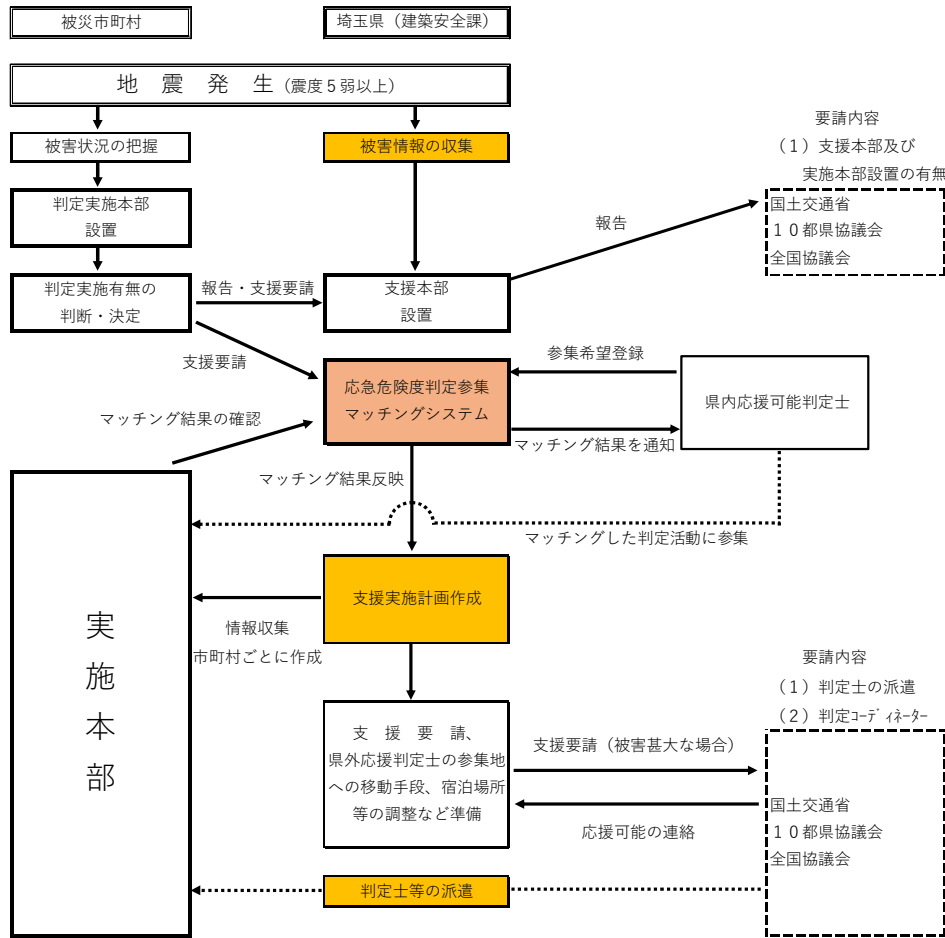 被災市町村
埼玉県（建築安全課）
地　震　発　生（震度５弱以上）
被害状況の把握
被害情報の収集
要請内容
（１）支援本部及び
実施本部設置の有無
判定実施本部
設置
報告
国土交通省
１０都県協議会
全国協議会
判定実施有無の
判断・決定
報告・支援要請
支援本部
設置
支援要請
応急危険度判定参集
マッチングシステム
参集希望登録
県内応援可能判定士
マッチング結果の確認
マッチング結果を通知
マッチング結果反映
マッチングした判定活動に参集
実施本部
支援実施計画作成
情報収集
市町村ごとに作成
要請内容
（１）判定士の派遣
（２）判定ｺｰﾃﾞｨﾈｰﾀｰ
支　援　要　請、
県外応援判定士の参集地
への移動手段、宿泊場所
等の調整など準備
支援要請（被害甚大な場合）
応援可能の連絡
国土交通省
１０都県協議会
全国協議会
判定士等の派遣